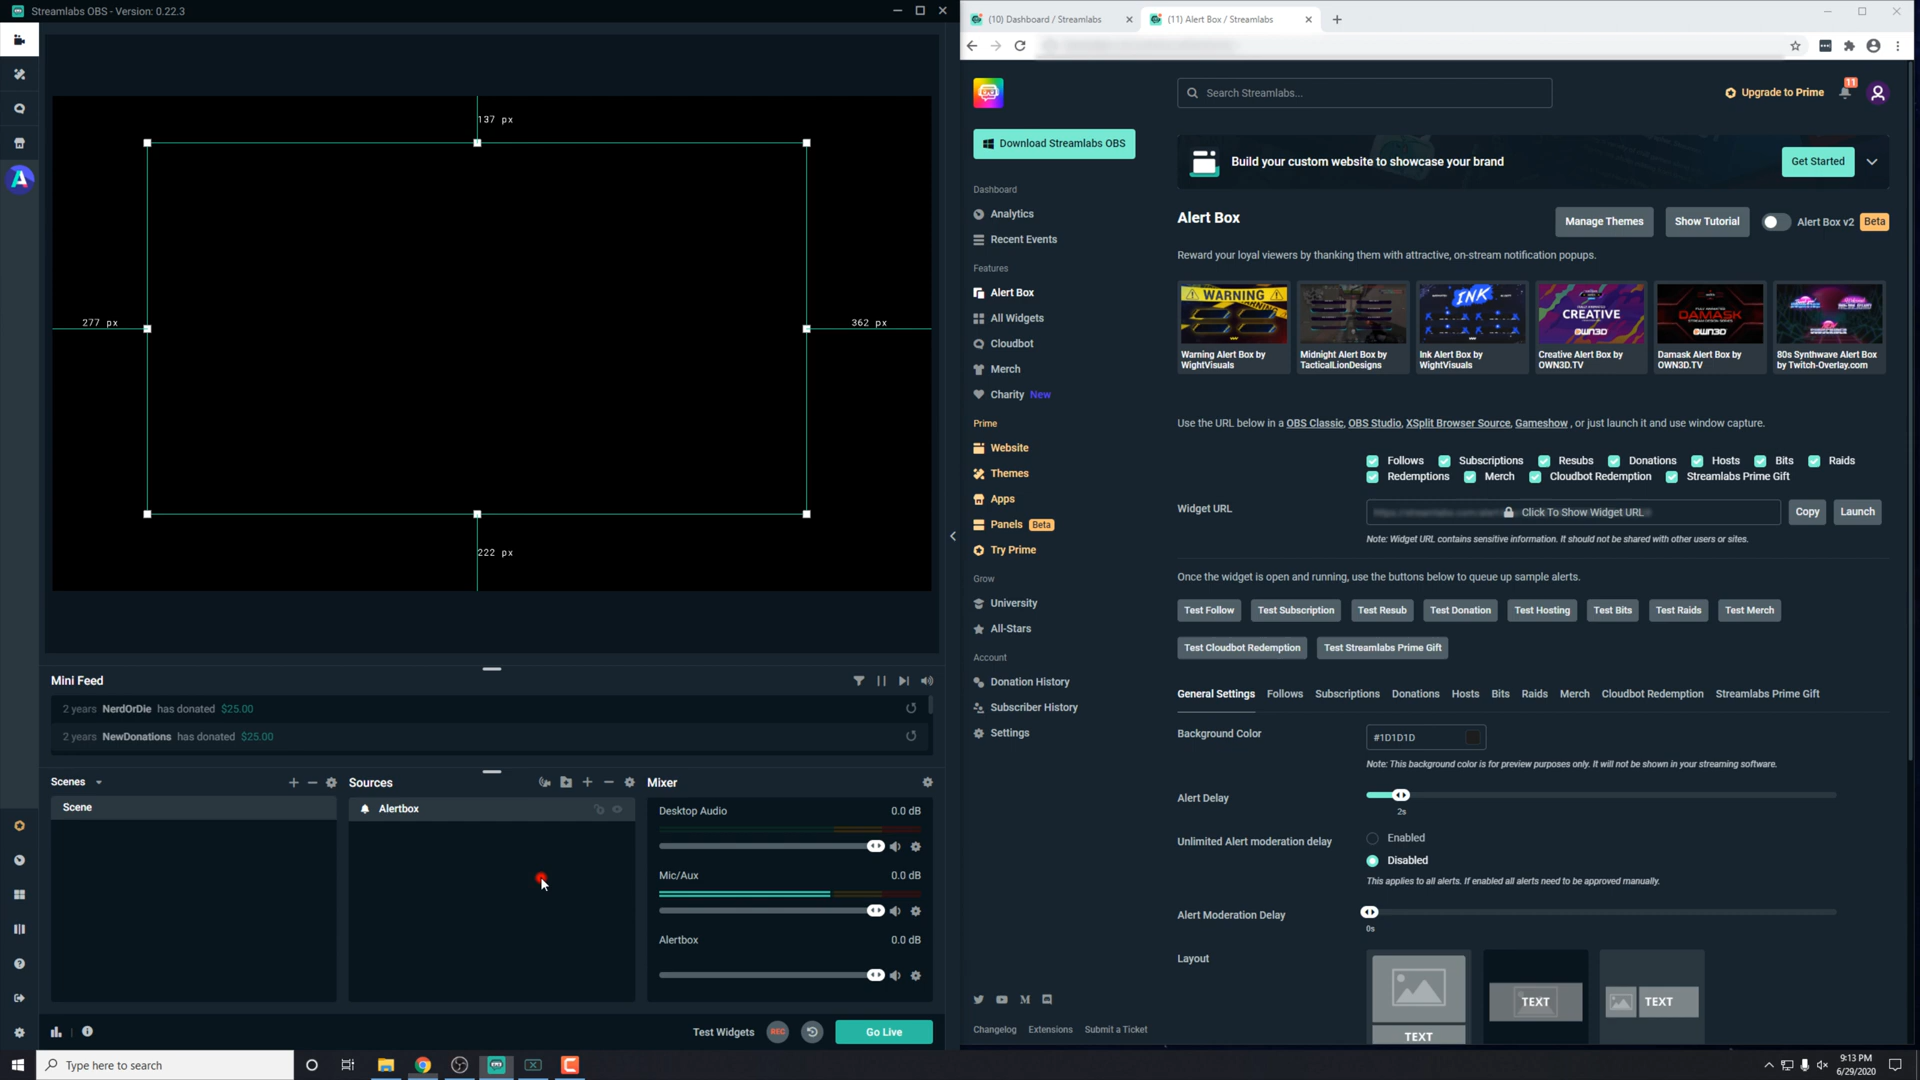 Streamlabs OBS - Version: 0.22.3
137 px
277 px
362 px
222 px
Mini Feed
2 years NerdOrDie has donated $25.00
2 years NewDonations has donated $25.00
Scenes
Scene
Sources
Alertbox
Mixer
Desktop Audio 0.0 dB
Mic/Aux 0.0 dB
Alertbox 0.0 dB
Test Widgets
REC
Go Live
(10) Dashboard / Streamlabs
(11) Alert Box / Streamlabs
Search Streamlabs...
Upgrade to Prime
11
Download Streamlabs OBS
Dashboard
Analytics
Recent Events
Features
Alert Box
All Widgets
Cloudbot
Merch
Charity New
Prime
Website
Themes
Apps
Panels Beta
Try Prime
Grow
University
All-Stars
Account
Donation History
Subscriber History
Settings
Changelog Extensions Submit a Ticket
Build your custom website to showcase your brand
Get Started
Alert Box
Manage Themes
Show Tutorial
Alert Box v2 Beta
Reward your loyal viewers by thanking them with attractive, on-stream notification popups.
WARNING
Warning Alert Box by
WightVisuals
Midnight Alert Box by
TacticalLionDesigns
INK
Ink Alert Box by
WightVisuals
CREATIVE
OWN3D
Creative Alert Box by
OWN3D.TV
DAMASK
OWN3D
Damask Alert Box by
OWN3D.TV
80s Synthwave Alert Box
by Twitch-Overlay.com
Use the URL below in a OBS Classic, OBS Studio, XSplit Browser Source, Gameshow , or just launch it and use window capture.
Follows Subscriptions Resubs Donations Hosts Bits Raids
Redemptions Merch Cloudbot Redemption Streamlabs Prime Gift
Widget URL
Click To Show Widget URL
Copy
Launch
Note: Widget URL contains sensitive information. It should not be shared with other users or sites.
Once the widget is open and running, use the buttons below to queue up sample alerts.
Test Follow Test Subscription Test Resub Test Donation Test Hosting Test Bits Test Raids Test Merch
Test Cloudbot Redemption Test Streamlabs Prime Gift
General Settings Follows Subscriptions Donations Hosts Bits Raids Merch Cloudbot Redemption Streamlabs Prime Gift
Background Color
#1D1D1D
Note: This background color is for preview purposes only. It will not be shown in your streaming software.
Alert Delay
2s
Unlimited Alert moderation delay
Enabled
Disabled
This applies to all alerts. If enabled all alerts need to be approved manually.
Alert Moderation Delay
0s
Layout
TEXT
TEXT
TEXT
Type here to search
9:13 PM
6/29/2020